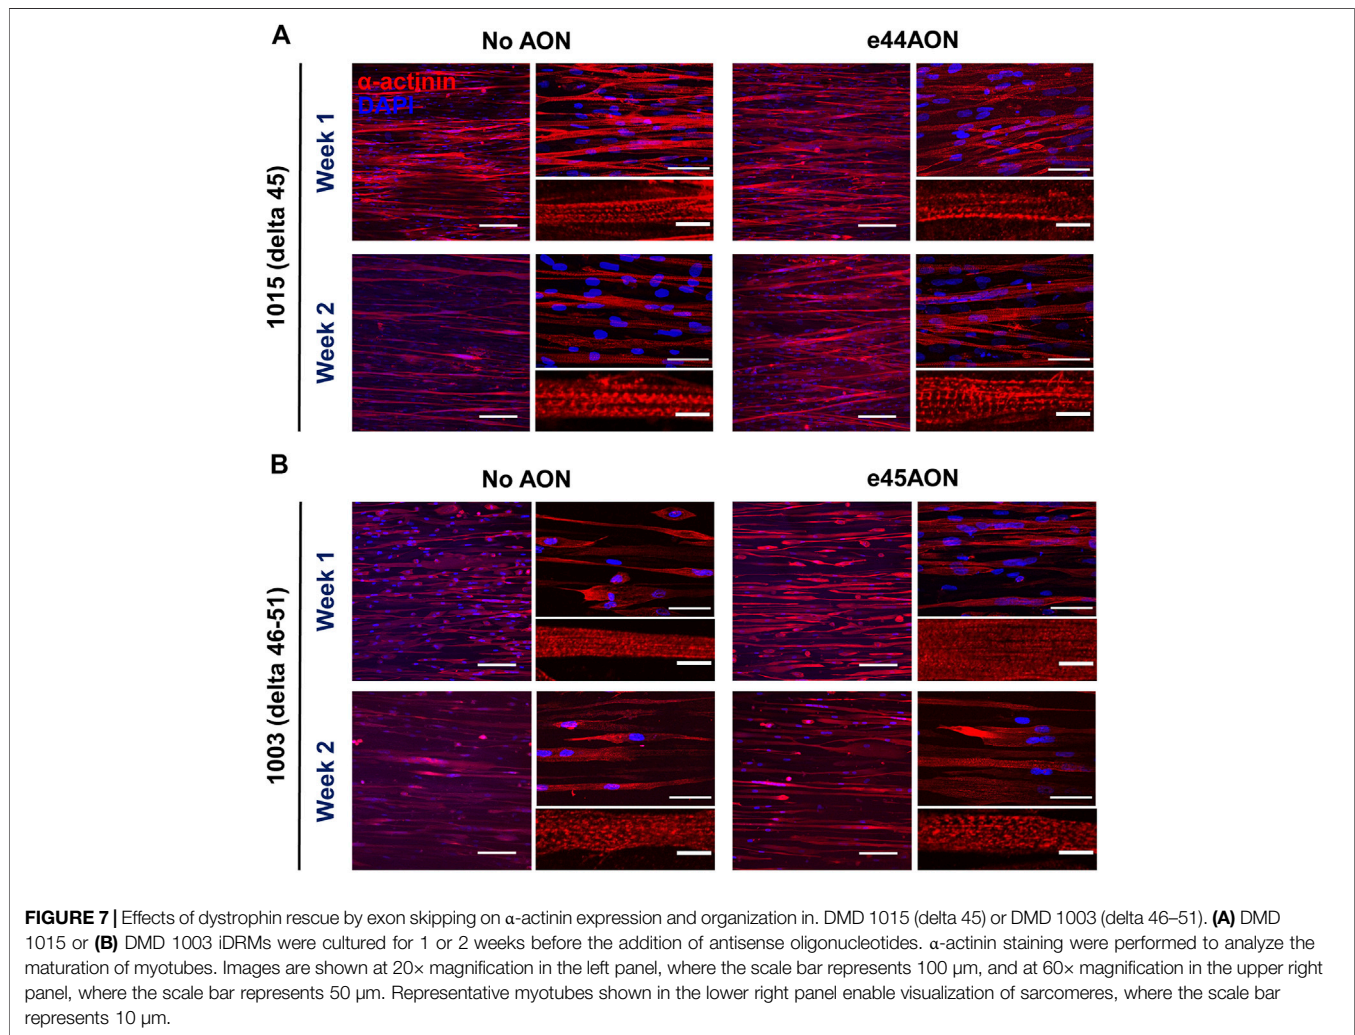 A
No AON
e44AON
α-actinin
DAPI
1015 (delta 45)
Week 1
Week 2
B
No AON
e45AON
1003 (delta 46-51)
Week 1
Week 2
FIGURE 7 | Effects of dystrophin rescue by exon skipping on α-actinin expression and organization in. DMD 1015 (delta 45) or DMD 1003 (delta 46–51). (A) DMD
1015 or (B) DMD 1003 iDRMs were cultured for 1 or 2 weeks before the addition of antisense oligonucleotides. α-actinin staining were performed to analyze the
maturation of myotubes. Images are shown at 20× magnification in the left panel, where the scale bar represents 100 μm, and at 60× magnification in the upper right
panel, where the scale bar represents 50 μm. Representative myotubes shown in the lower right panel enable visualization of sarcomeres, where the scale bar
represents 10 μm.